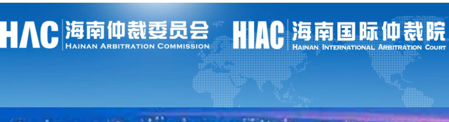 HAC 海南仲裁委员会
HAINAN ARBITRATION COMMISSION
HIAC 海南国际仲裁院
HAINAN INTERNATIONAL ARBITRATION COURT